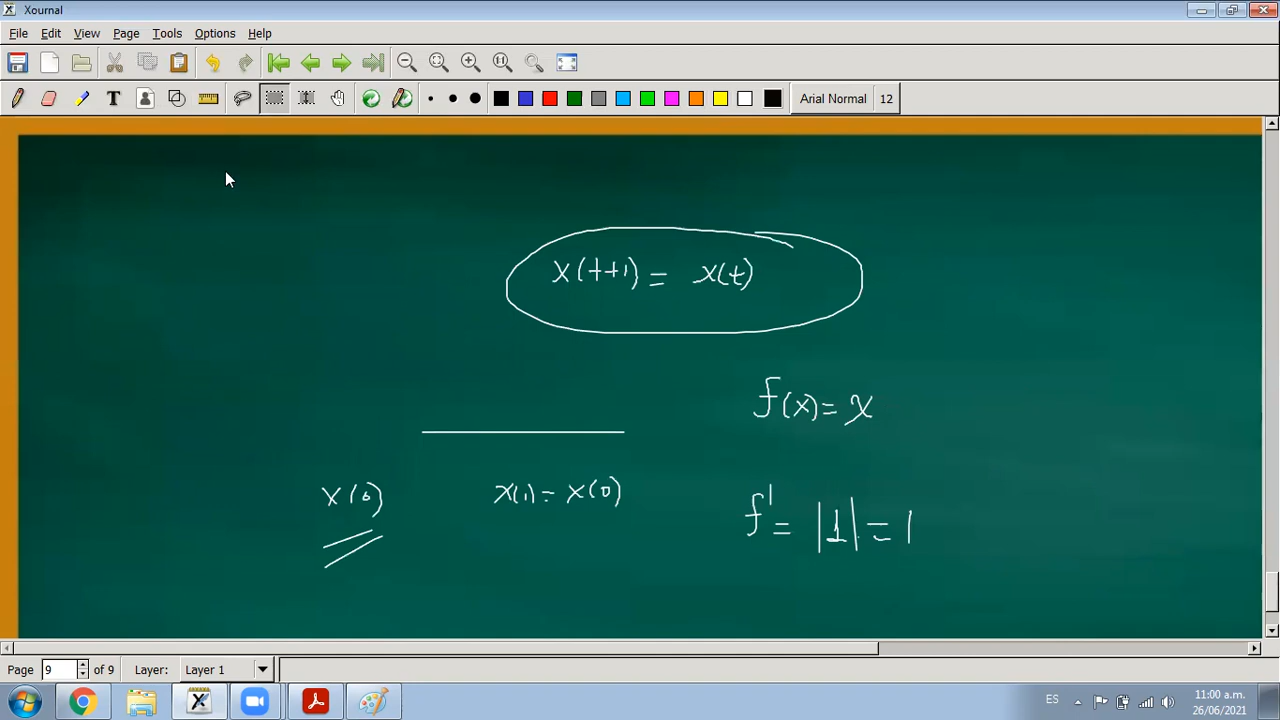 Xournal
File Edit View Page Tools Options Help
Arial Normal 12
x(t+1) = x(t)
f(x) = x
x(0) x(1) = x(0)
f' = |1| = 1
Page 9 of 9 Layer: Layer 1
ES 11:00 a.m.
26/06/2021